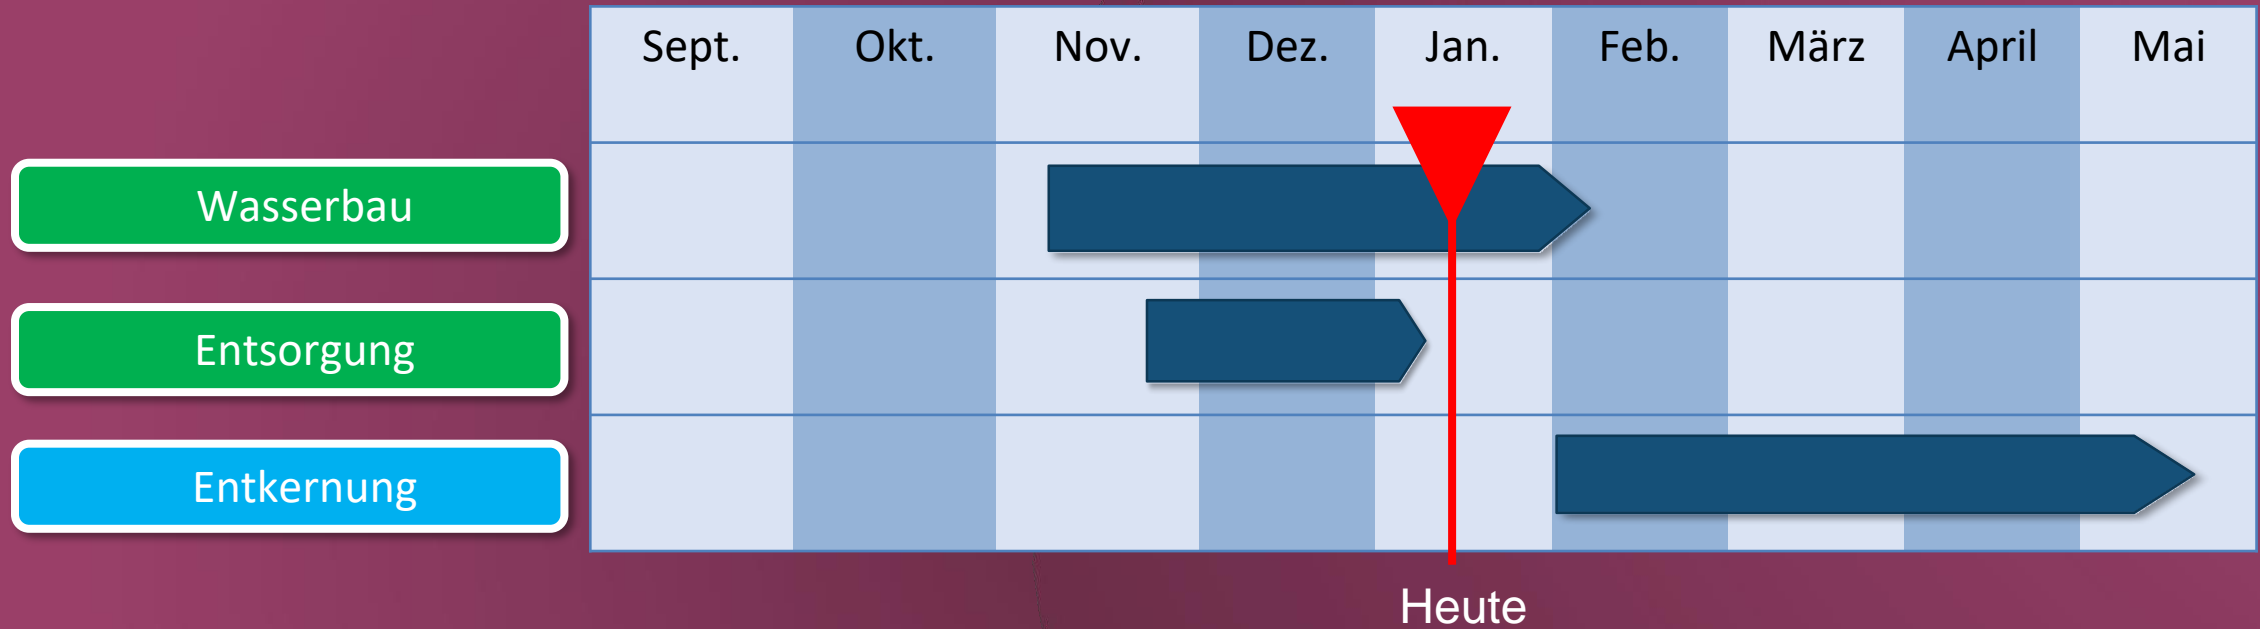 Sept. Okt. Nov. Dez. Jan. Feb. März April Mai
Wasserbau
Entsorgung
Entkernung
Heute